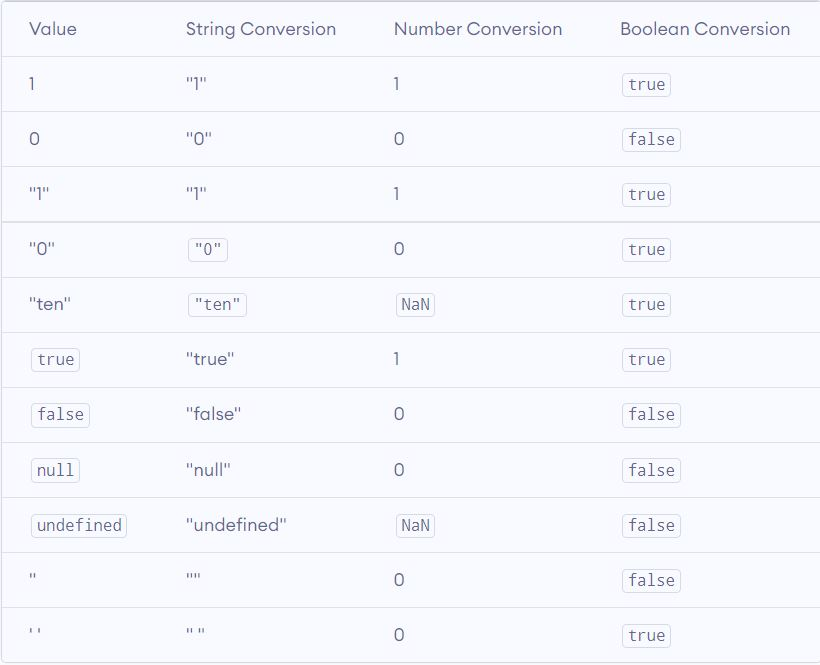 Value String Conversion Number Conversion Boolean Conversion
1 "1" 1 true
0 "0" 0 false
"1" "1" 1 true
"0" "0" 0 true
"ten" "ten" NaN true
true "true" 1 true
false "false" 0 false
null "null" 0 false
undefined "undefined" NaN false
'' "" 0 false
' ' " " 0 true